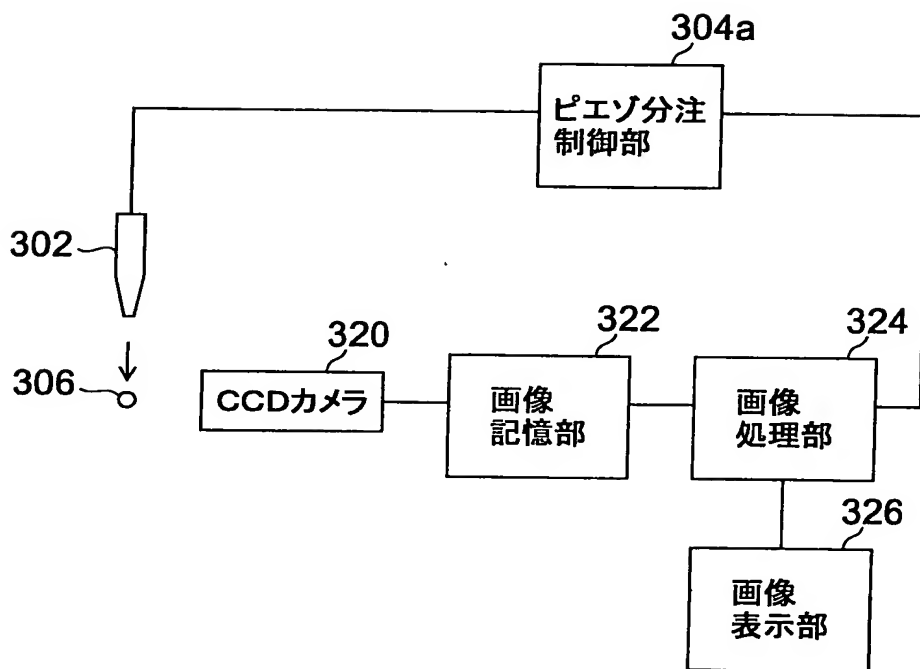 304a
ピエゾ分注
制御部
302
306
320
CCDカメラ
322
画像
記憶部
324
画像
処理部
326
画像
表示部